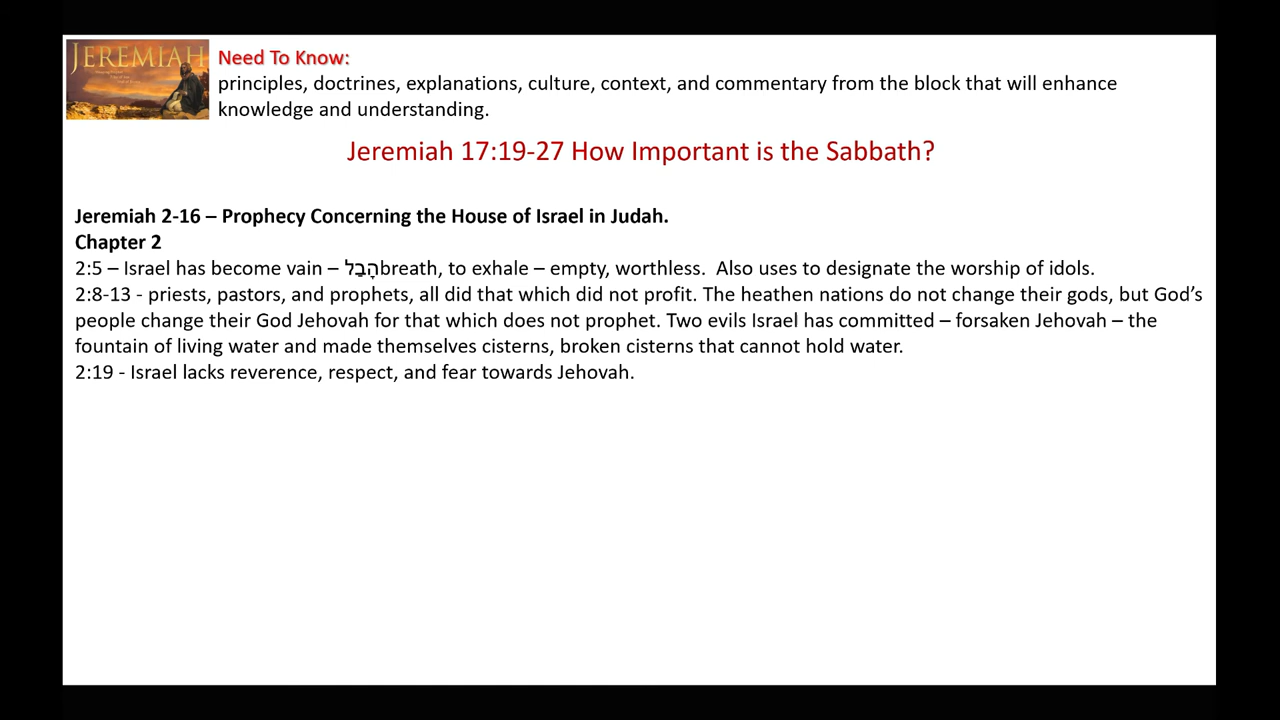 JEREMIAH
Need To Know:
principles, doctrines, explanations, culture, context, and commentary from the block that will enhance
knowledge and understanding.
Jeremiah 17:19-27 How Important is the Sabbath?
Jeremiah 2-16 – Prophecy Concerning the House of Israel in Judah.
Chapter 2
2:5 – Israel has become vain – הָבַל breath, to exhale – empty, worthless.  Also uses to designate the worship of idols.
2:8-13 - priests, pastors, and prophets, all did that which did not profit. The heathen nations do not change their gods, but God’s
people change their God Jehovah for that which does not prophet. Two evils Israel has committed – forsaken Jehovah – the
fountain of living water and made themselves cisterns, broken cisterns that cannot hold water.
2:19 - Israel lacks reverence, respect, and fear towards Jehovah.